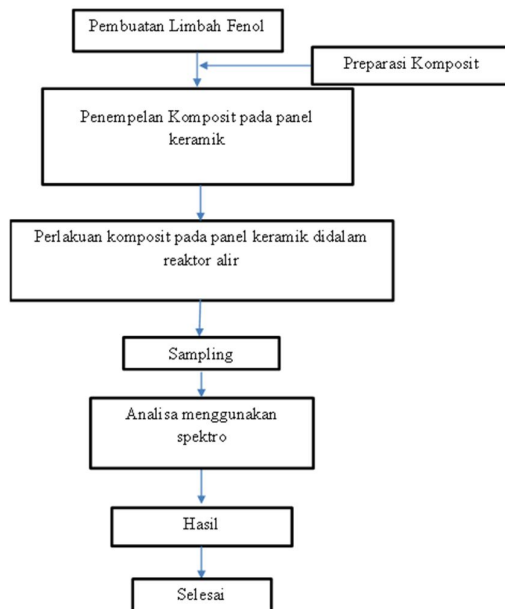 Pembuatan Limbah Fenol
Preparasi Komposit
Penempelan Komposit pada panel
keramik
Perlakuan komposit pada panel keramik didalam
reaktor alir
Sampling
Analisa menggunakan
spektro
Hasil
Selesai